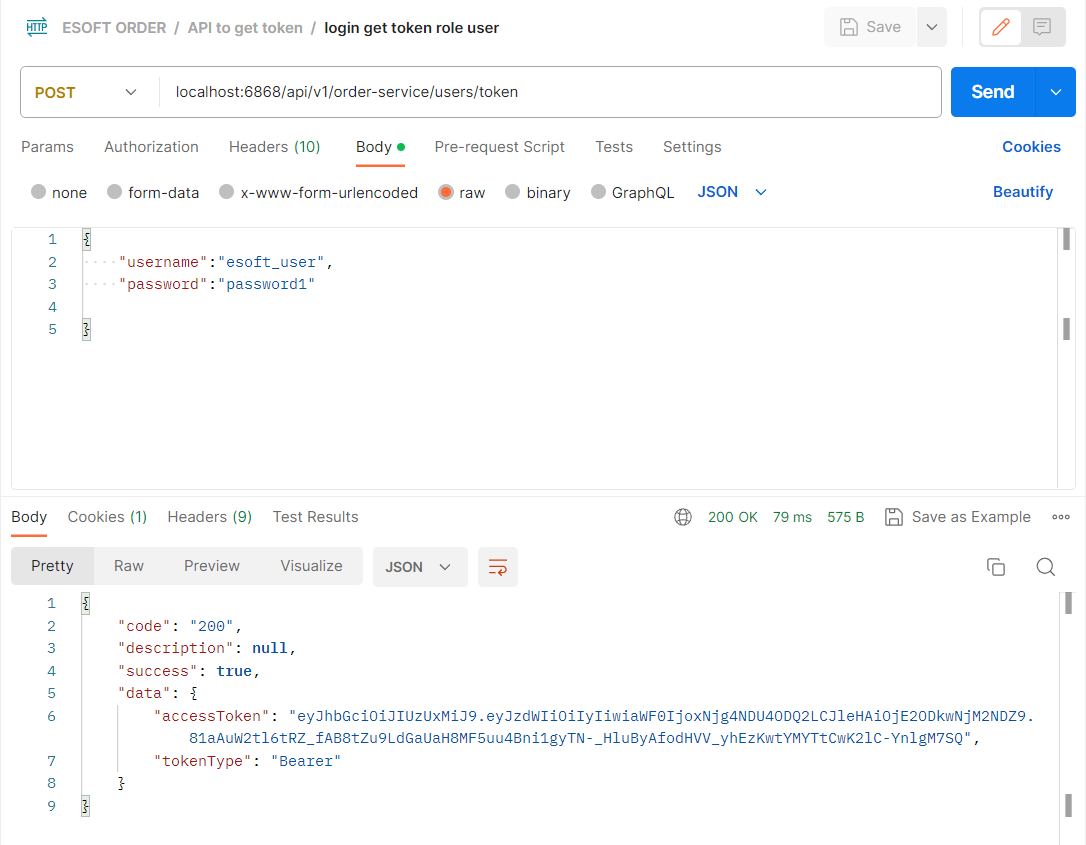 HTTP ESOFT ORDER / API to get token / login get token role user Save
POST localhost:6868/api/v1/order-service/users/token Send
Params Authorization Headers (10) Body Pre-request Script Tests Settings Cookies
none form-data x-www-form-urlencoded raw binary GraphQL JSON Beautify
1 {
2 ····"username":"esoft_user",
3 ····"password":"password1"
4
5 }
Body Cookies (1) Headers (9) Test Results 200 OK 79 ms 575 B Save as Example
Pretty Raw Preview Visualize JSON
1 {
2 "code": "200",
3 "description": null,
4 "success": true,
5 "data": {
6 "accessToken": "eyJhbGciOiJIUzUxMiJ9.eyJzdWIiOiIyIiwiaWF0IjoxNjg4NDU4ODQ2LCJleHAiOjE2ODkwNjM2NDZ9.
81aAuW2tl6tRZ_fAB8tZu9LdGaUaH8MF5uu4Bni1gyTN-_HluByAfodHVV_yhEzKwtYMYTtCwK2lC-YnlgM7SQ",
7 "tokenType": "Bearer"
8 }
9 }